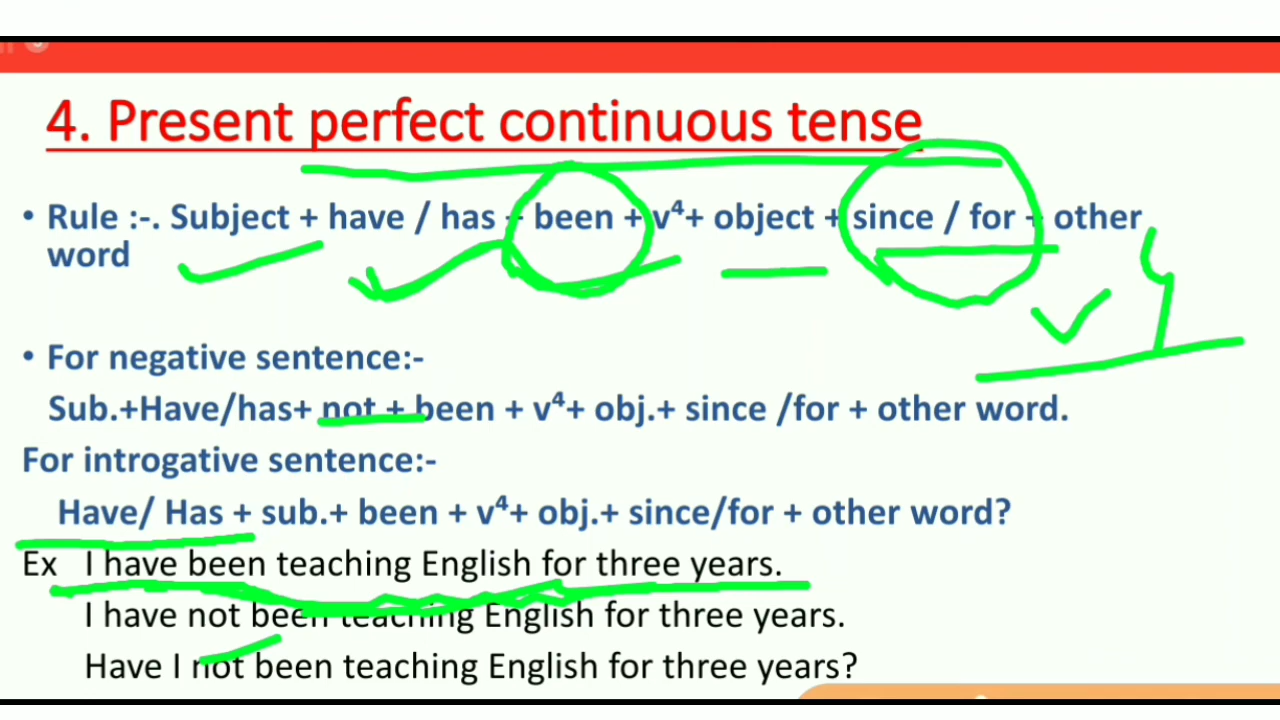 4. Present perfect continuous tense
• Rule :-. Subject + have / has + been + v⁴+ object + since / for + other
word
• For negative sentence:-
Sub.+Have/has+ not + been + v⁴+ obj.+ since /for + other word.
For introgative sentence:-
Have/ Has + sub.+ been + v⁴+ obj.+ since/for + other word?
Ex I have been teaching English for three years.
I have not been teaching English for three years.
Have I not been teaching English for three years?